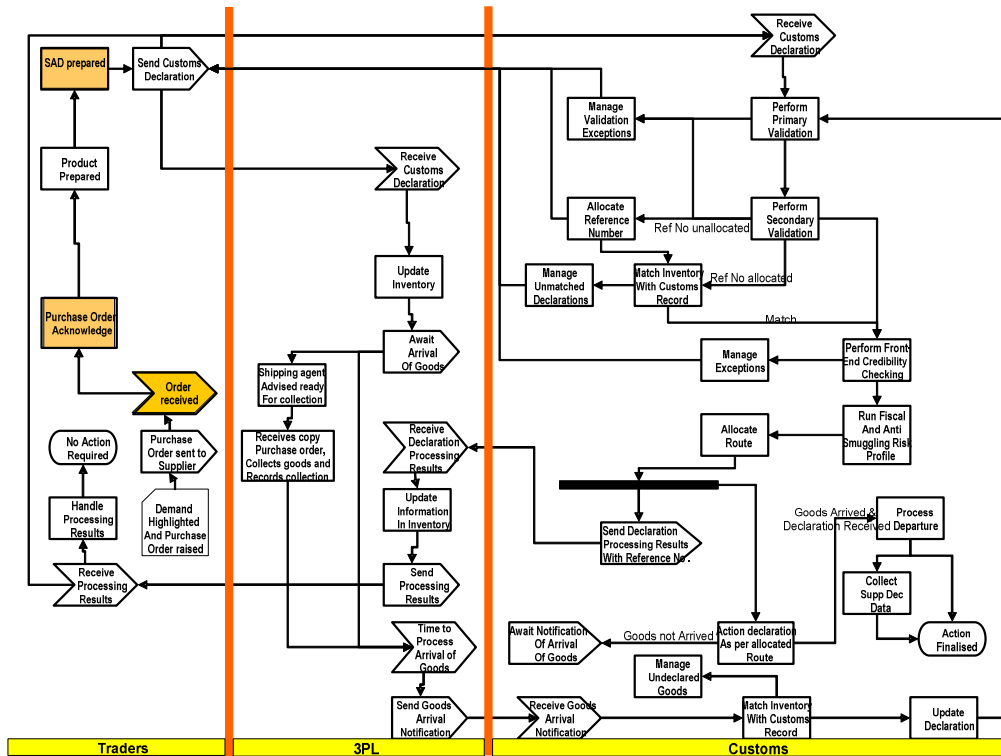 Receive
Customs
Declaration
SAD prepared
Send Customs
Declaration
Manage
Validation
Exceptions
Perform
Primary
Validation
Product
Prepared
Receive
Customs
Declaration
Allocate
Reference
Number
Ref No unallocated
Perform
Secondary
Validation
Update
Inventory
Manage
Unmatched
Declarations
Match Inventory
With Customs
Record
Ref No allocated
Match
Purchase Order
Acknowledge
Await
Arrival
Of Goods
Manage
Exceptions
Perform Front-
End Credibility
Checking
Shipping agent
Advised ready
For collection
Order
received
Run Fiscal
And Anti
Smuggling Risk
Profile
Allocate
Route
No Action
Required
Purchase
Order sent to
Supplier
Receives copy
Purchase order,
Collects goods and
Records collection
Receive
Declaration
Processing
Results
Handle
Processing
Results
Demand
Highlighted
And Purchase
Order raised
Update
Information
In Inventory
Send Declaration
Processing Results
With Reference No .
Goods Arrived &
Declaration Received
Process
Departure
Receive
Processing
Results
Send
Processing
Results
Collect
Supp Dec
Data
Time to
Process
Arrival of
Goods
Await Notification
Of Arrival
Of Goods
Goods not Arrived
Action declaration
As per allocated
Route
Action
Finalised
Manage
Undeclared
Goods
Send Goods
Arrival
Notification
Receive Goods
Arrival
Notification
Match Inventory
With Customs
Record
Update
Declaration
Traders
3PL
Customs